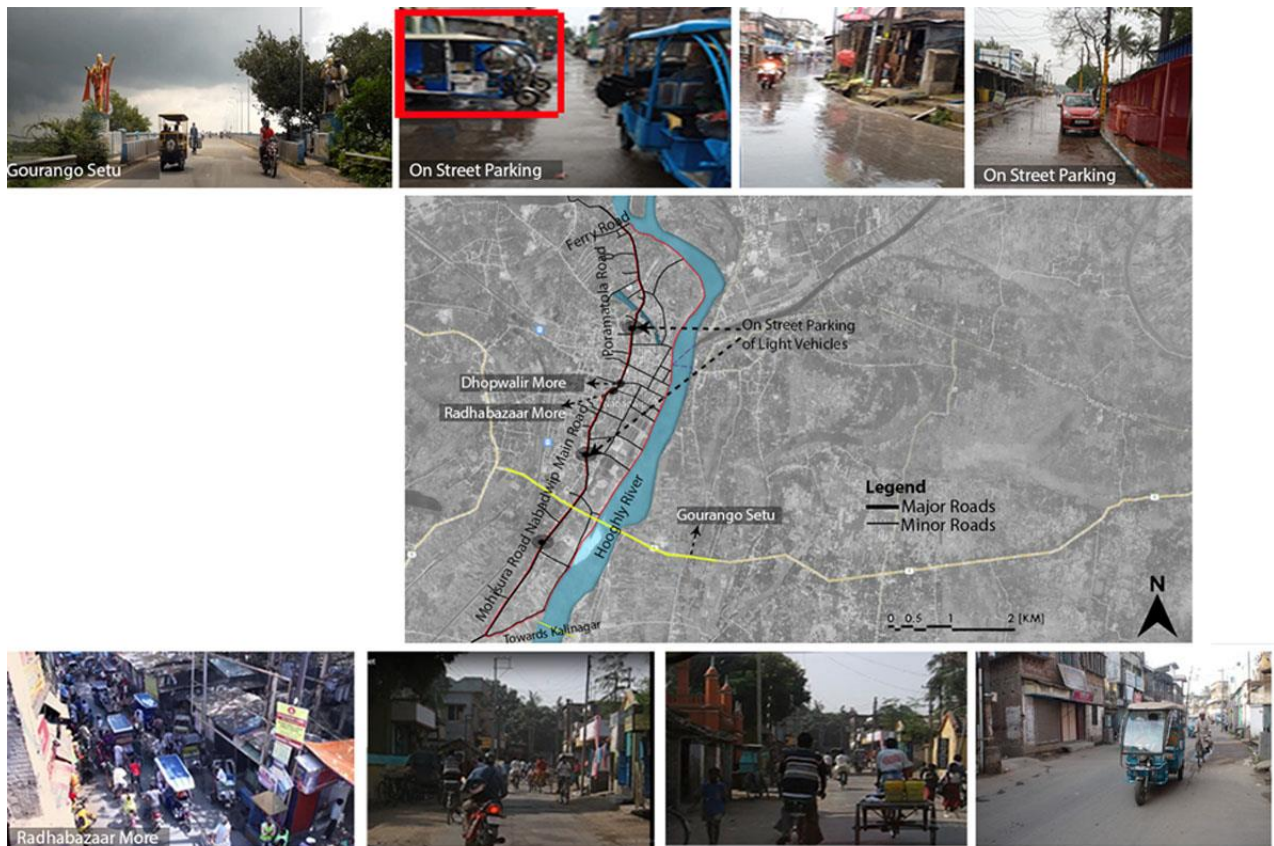 Gourango Setu
On Street Parking
On Street Parking
Ferry Road
Poramatola Road
On Street Parking
of Light Vehicles
Dhopwalir More
Radhabazaar More
Nabadwip Main Road
Mohisura Road
Hooghly River
Gourango Setu
Legend
Major Roads
Minor Roads
N
0 0.5 1 2 [KM]
Towards Kalinagar
Radhabazaar More